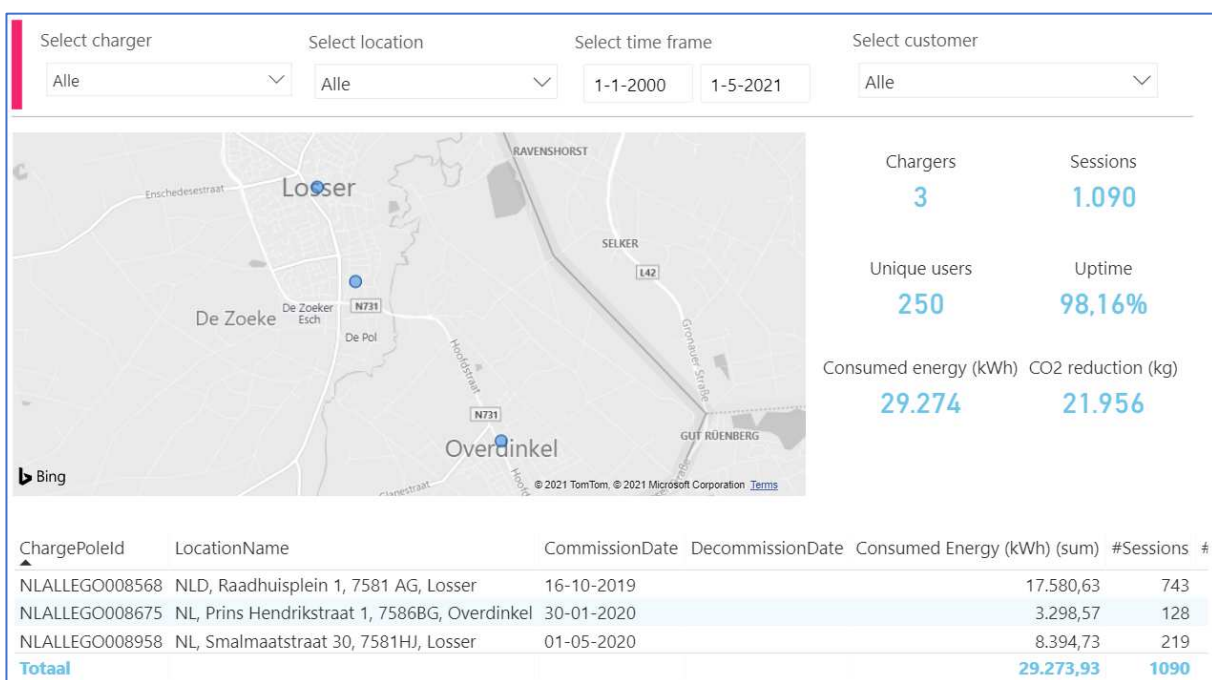 Select charger Select location Select time frame Select customer
Alle Alle 1-1-2000 1-5-2021 Alle
RAVENSHORST
Enschedesestraat
Losser
SELKER
L42
De Zoeke
De Zoeker
Esch
N731
De Pol
Hoofdstraat
Gronauer Straße
N731
Overdinkel
GUT RÜENBERG
Glanestraat
Hoofd
Bing
© 2021 TomTom, © 2021 Microsoft Corporation Terms
Chargers Sessions
3 1.090
Unique users Uptime
250 98,16%
Consumed energy (kWh) CO2 reduction (kg)
29.274 21.956
ChargePoleId LocationName CommissionDate DecommissionDate Consumed Energy (kWh) (sum) #Sessions #
NLALLEGO008568 NLD, Raadhuisplein 1, 7581 AG, Losser 16-10-2019 17.580,63 743
NLALLEGO008675 NL, Prins Hendrikstraat 1, 7586BG, Overdinkel 30-01-2020 3.298,57 128
NLALLEGO008958 NL, Smalmaatstraat 30, 7581HJ, Losser 01-05-2020 8.394,73 219
Totaal 29.273,93 1090